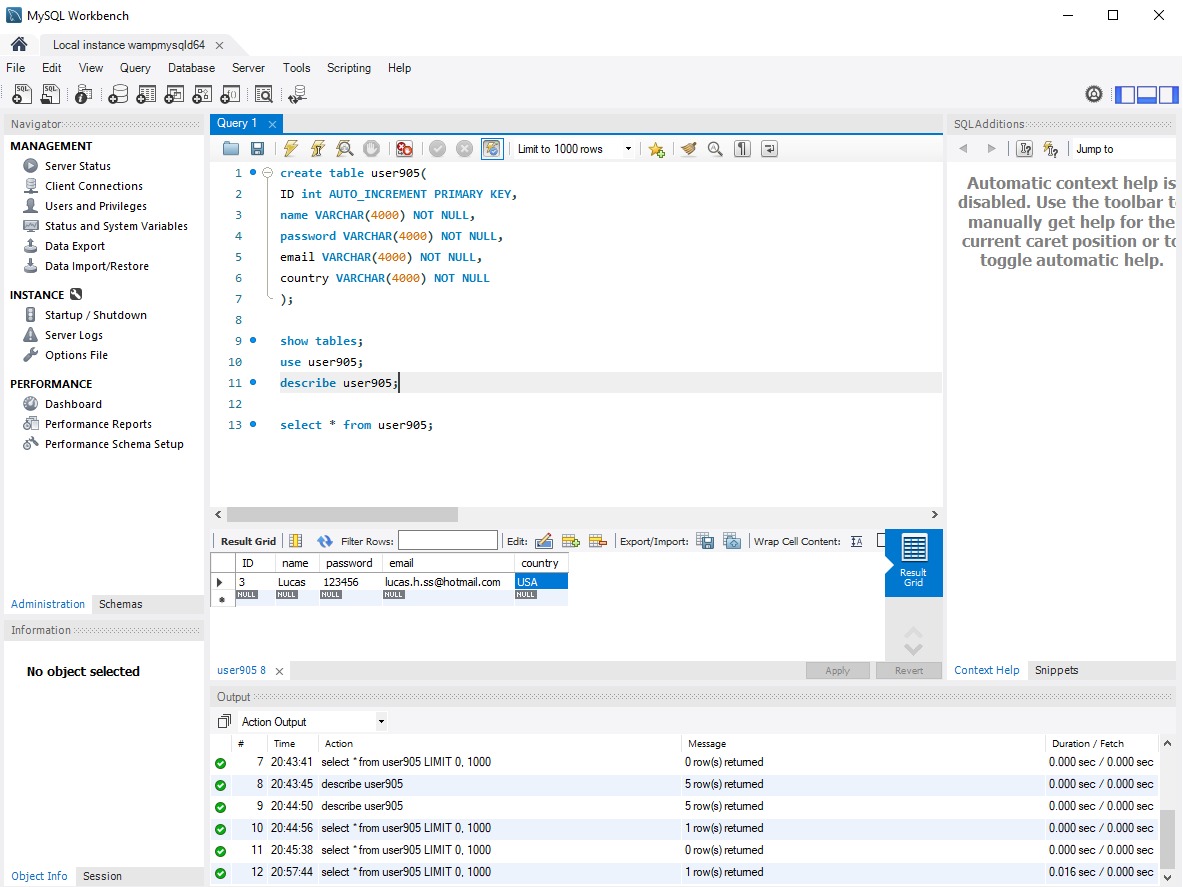 MySQL Workbench
Local instance wampmysqld64
File Edit View Query Database Server Tools Scripting Help
Navigator
MANAGEMENT
Server Status
Client Connections
Users and Privileges
Status and System Variables
Data Export
Data Import/Restore
INSTANCE
Startup / Shutdown
Server Logs
Options File
PERFORMANCE
Dashboard
Performance Reports
Performance Schema Setup
Administration Schemas
Information
No object selected
Object Info Session
Query 1
Limit to 1000 rows
1 create table user905(
2 ID int AUTO_INCREMENT PRIMARY KEY,
3 name VARCHAR(4000) NOT NULL,
4 password VARCHAR(4000) NOT NULL,
5 email VARCHAR(4000) NOT NULL,
6 country VARCHAR(4000) NOT NULL
7 );
8
9 show tables;
10 use user905;
11 describe user905;
12
13 select * from user905;
Result Grid Filter Rows: Edit: Export/Import: Wrap Cell Content:
ID name password email country
3 Lucas 123456 lucas.h.ss@hotmail.com USA
NULL NULL NULL NULL NULL
Result
Grid
user905 8
Apply Revert
SQLAdditions
Jump to
Automatic context help is
disabled. Use the toolbar
manually get help for the
current caret position or
toggle automatic help.
Context Help Snippets
Output
Action Output
# Time Action Message Duration / Fetch
7 20:43:41 select * from user905 LIMIT 0, 1000 0 row(s) returned 0.000 sec / 0.000 sec
8 20:43:45 describe user905 5 row(s) returned 0.000 sec / 0.000 sec
9 20:44:50 describe user905 5 row(s) returned 0.000 sec / 0.000 sec
10 20:44:56 select * from user905 LIMIT 0, 1000 1 row(s) returned 0.000 sec / 0.000 sec
11 20:45:38 select * from user905 LIMIT 0, 1000 0 row(s) returned 0.000 sec / 0.000 sec
12 20:57:44 select * from user905 LIMIT 0, 1000 1 row(s) returned 0.016 sec / 0.000 sec